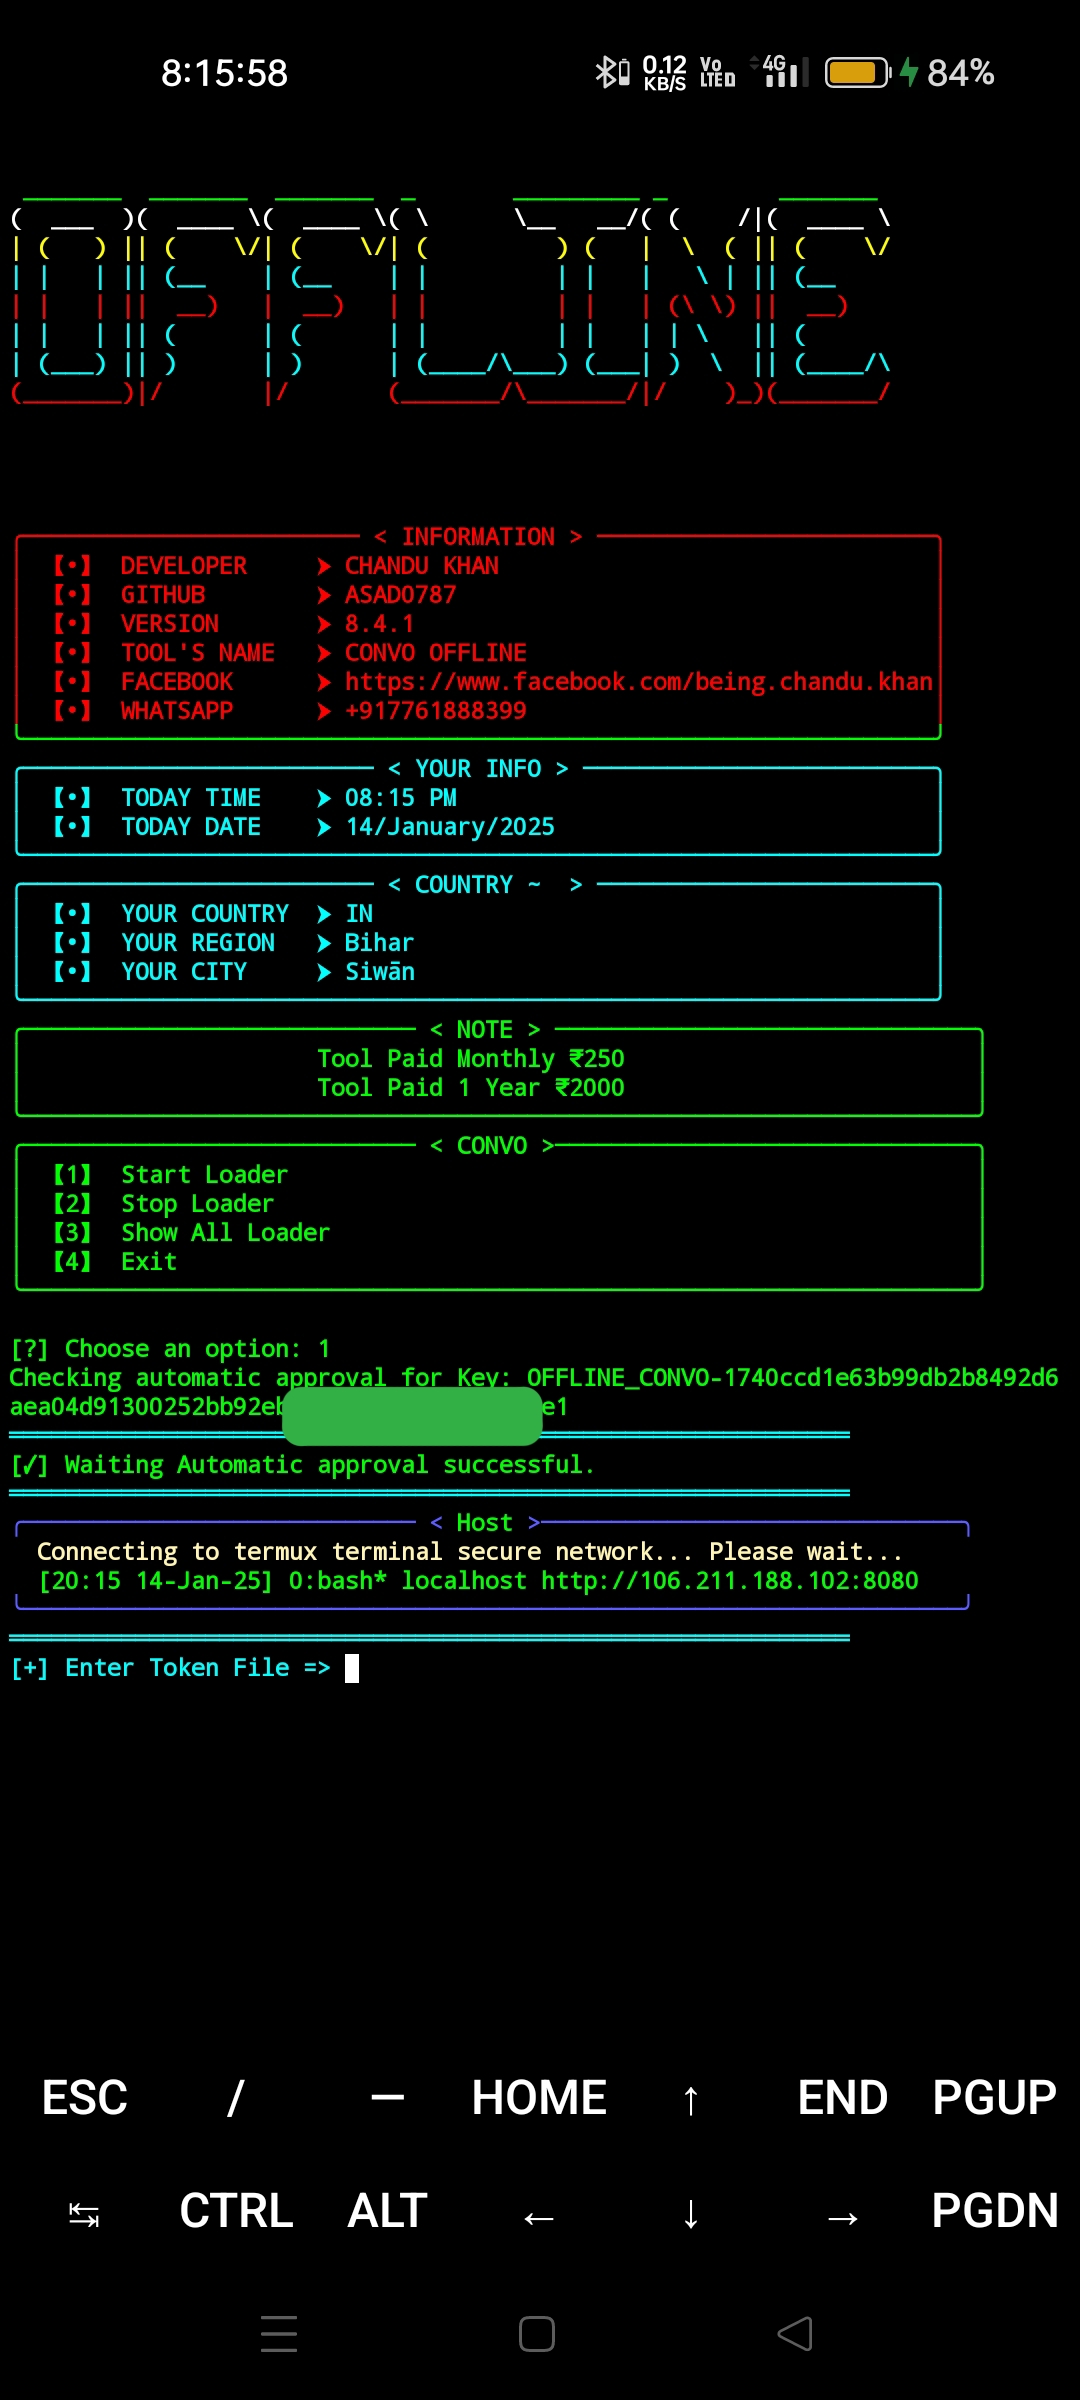 8:15:58 0.12 KB/S Vo LTE 4G 84%
OFFLINE
< INFORMATION >
【•】 DEVELOPER ➤ CHANDU KHAN
【•】 GITHUB ➤ ASAD0787
【•】 VERSION ➤ 8.4.1
【•】 TOOL'S NAME ➤ CONVO OFFLINE
【•】 FACEBOOK ➤ https://www.facebook.com/being.chandu.khan
【•】 WHATSAPP ➤ +917761888399
< YOUR INFO >
【•】 TODAY TIME ➤ 08:15 PM
【•】 TODAY DATE ➤ 14/January/2025
< COUNTRY ~ >
【•】 YOUR COUNTRY ➤ IN
【•】 YOUR REGION ➤ Bihar
【•】 YOUR CITY ➤ Siwān
< NOTE >
Tool Paid Monthly ₹250
Tool Paid 1 Year ₹2000
< CONVO >
【1】 Start Loader
【2】 Stop Loader
【3】 Show All Loader
【4】 Exit
[?] Choose an option: 1
Checking automatic approval for Key: OFFLINE_CONVO-1740ccd1e63b99db2b8492d6
aea04d91300252bb92eb e1
[✓] Waiting Automatic approval successful.
< Host >
Connecting to termux terminal secure network... Please wait...
[20:15 14-Jan-25] 0:bash* localhost http://106.211.188.102:8080
[+] Enter Token File =>
ESC / — HOME ↑ END PGUP
⇆ CTRL ALT ← ↓ → PGDN